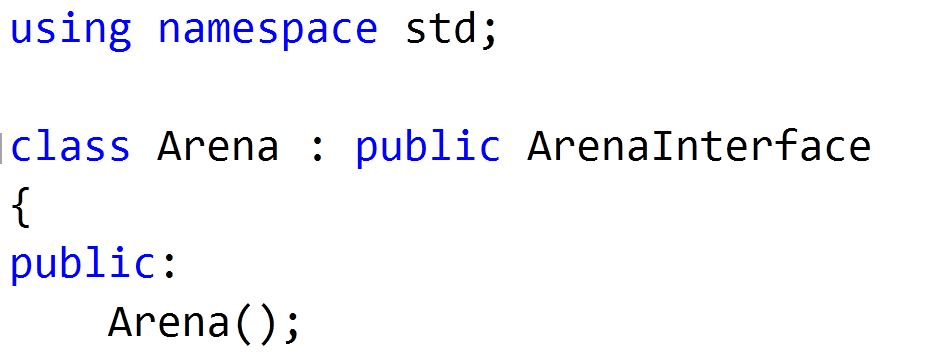 using namespace std;
class Arena : public ArenaInterface
{
public:
    Arena();